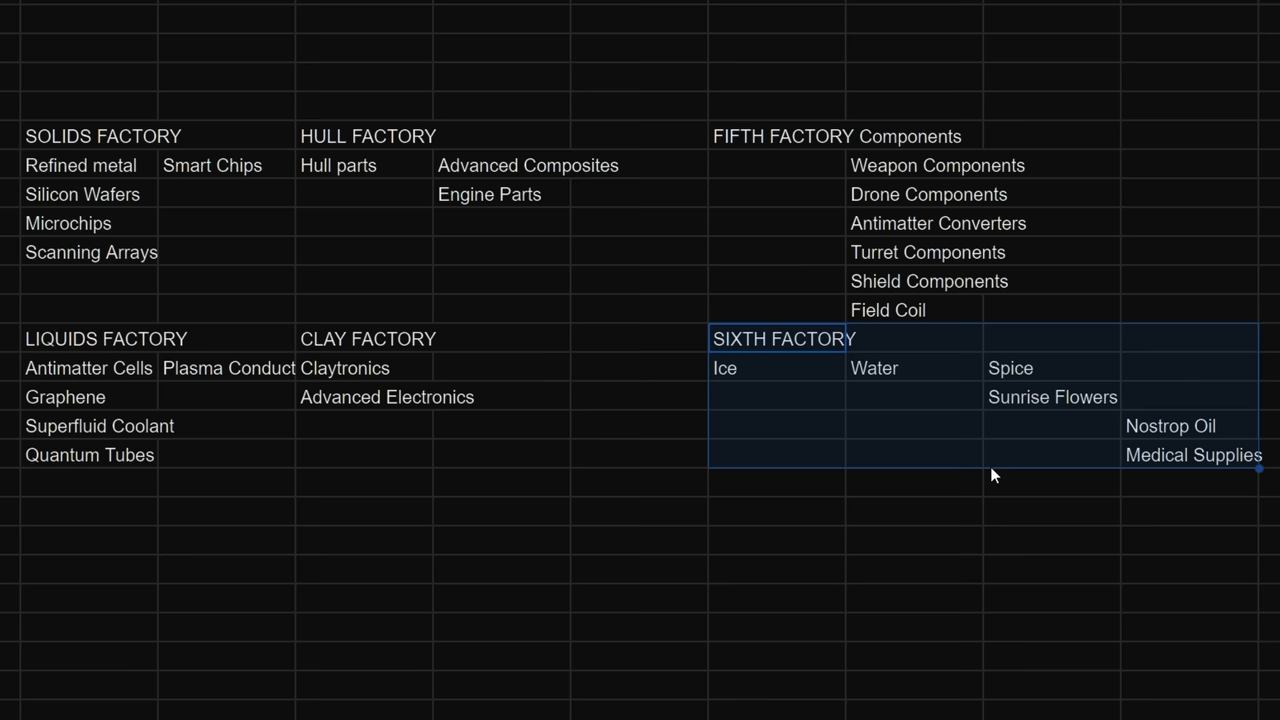 SOLIDS FACTORY HULL FACTORY FIFTH FACTORY Components
Refined metal Smart Chips Hull parts Advanced Composites Weapon Components
Silicon Wafers Engine Parts Drone Components
Microchips Antimatter Converters
Scanning Arrays Turret Components
Shield Components
Field Coil
LIQUIDS FACTORY CLAY FACTORY SIXTH FACTORY
Antimatter Cells Plasma Conduct Claytronics Ice Water Spice
Graphene Advanced Electronics Sunrise Flowers
Superfluid Coolant Nostrop Oil
Quantum Tubes Medical Supplies